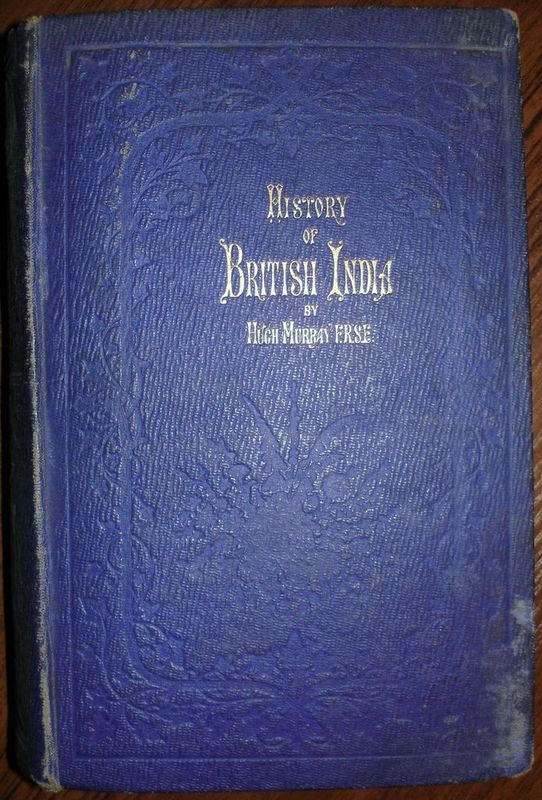 HISTORY
OF
BRITISH INDIA
BY
HUGH MURRAY F.R.S.E.